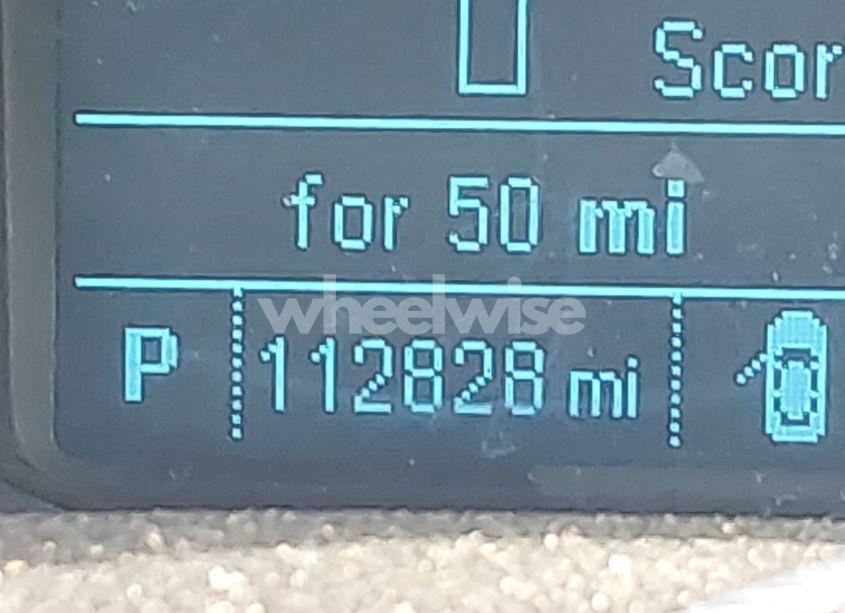 Scor
for 50 mi
wheelwise
P 112828 mi